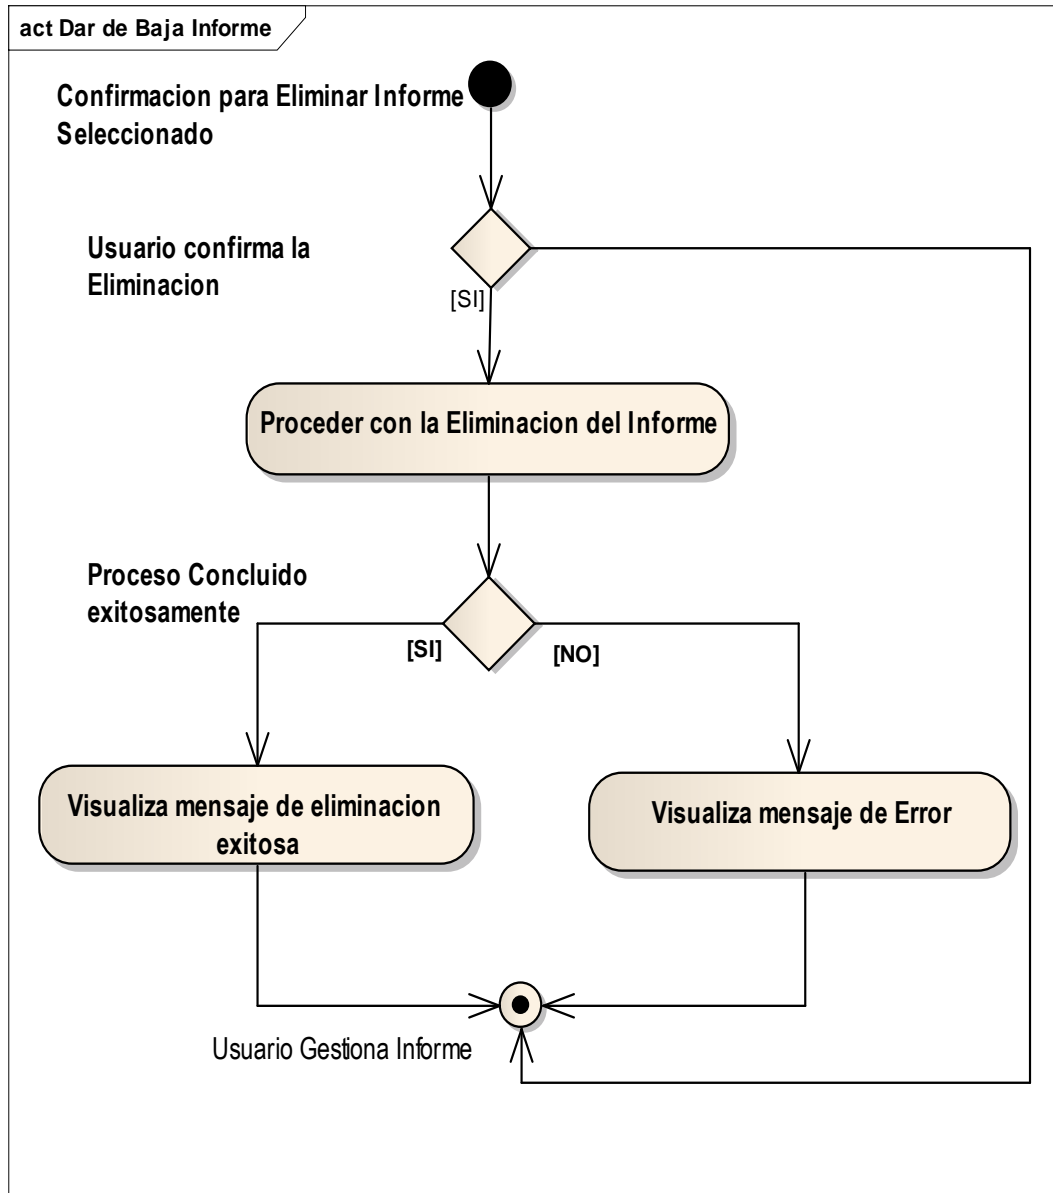 act Dar de Baja Informe
Confirmacion para Eliminar Informe
Seleccionado
Usuario confirma la
Eliminacion
[SI]
Proceder con la Eliminacion del Informe
Proceso Concluido
exitosamente
[SI]
[NO]
Visualiza mensaje de eliminacion
exitosa
Visualiza mensaje de Error
Usuario Gestiona Informe